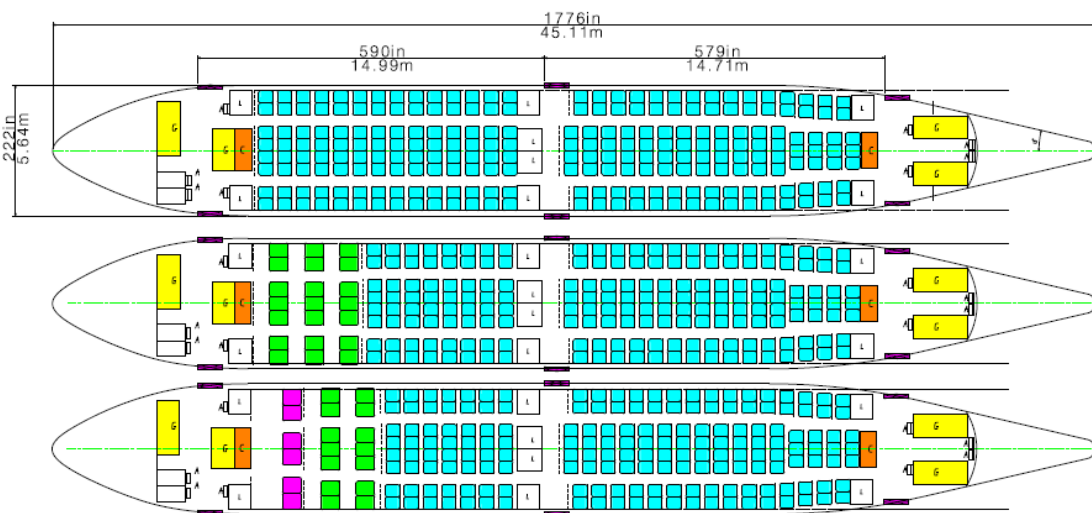 1776in
45.11m
590in 579in
14.99m 14.71m
222in
5.64m
A L L L A G
G G C L L C A
A A A L L L A G
A L L L A G
G G C L L C A
A A A L L L A G
A L L L A G
G G C L L C A
A A A L L L A G